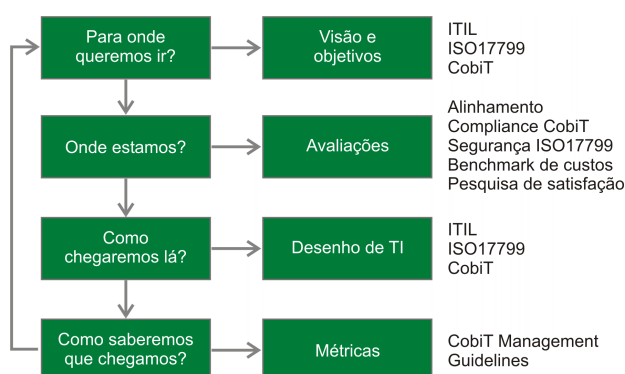 Para onde
queremos ir?
Visão e
objetivos
ITIL
ISO17799
CobiT
Onde estamos?
Avaliações
Alinhamento
Compliance CobiT
Segurança ISO17799
Benchmark de custos
Pesquisa de satisfação
Como
chegaremos lá?
Desenho de TI
ITIL
ISO17799
CobiT
Como saberemos
que chegamos?
Métricas
CobiT Management
Guidelines